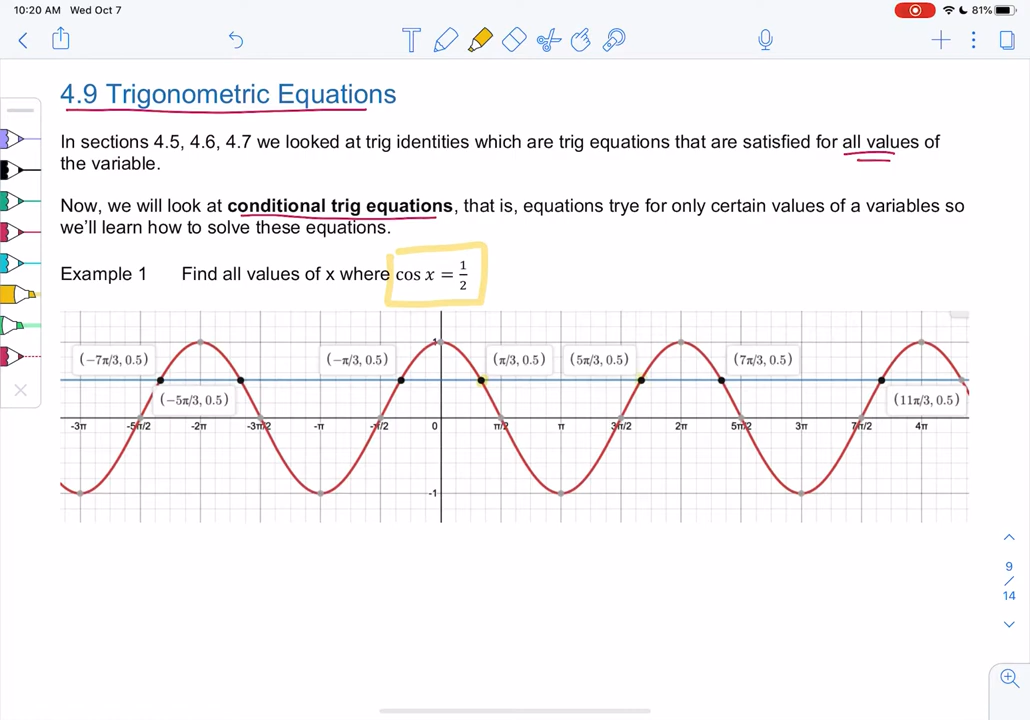 10:20 AM Wed Oct 7
81%
4.9 Trigonometric Equations
In sections 4.5, 4.6, 4.7 we looked at trig identities which are trig equations that are satisfied for all values of
the variable.
Now, we will look at conditional trig equations, that is, equations trye for only certain values of a variables so
we'll learn how to solve these equations.
Example 1 Find all values of x where cos x = 1/2
(−7π/3, 0.5) (−π/3, 0.5) (π/3, 0.5) (5π/3, 0.5) (7π/3, 0.5)
(−5π/3, 0.5) (11π/3, 0.5)
1
-3π -5π/2 -2π -3π/2 -π -π/2 0 π/2 π 3π/2 2π 5π/2 3π 7π/2 4π
-1
9
/
14